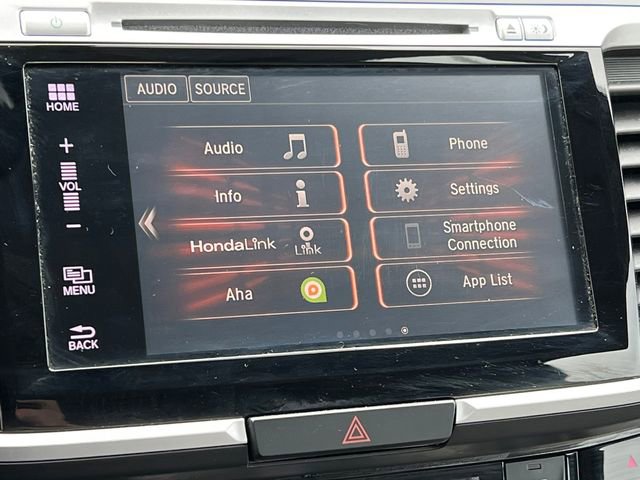 AUDIO SOURCE
HOME
+
VOL
−
MENU
BACK
Audio
Phone
Info
Settings
HondaLink
Link
Smartphone
Connection
Aha
App List